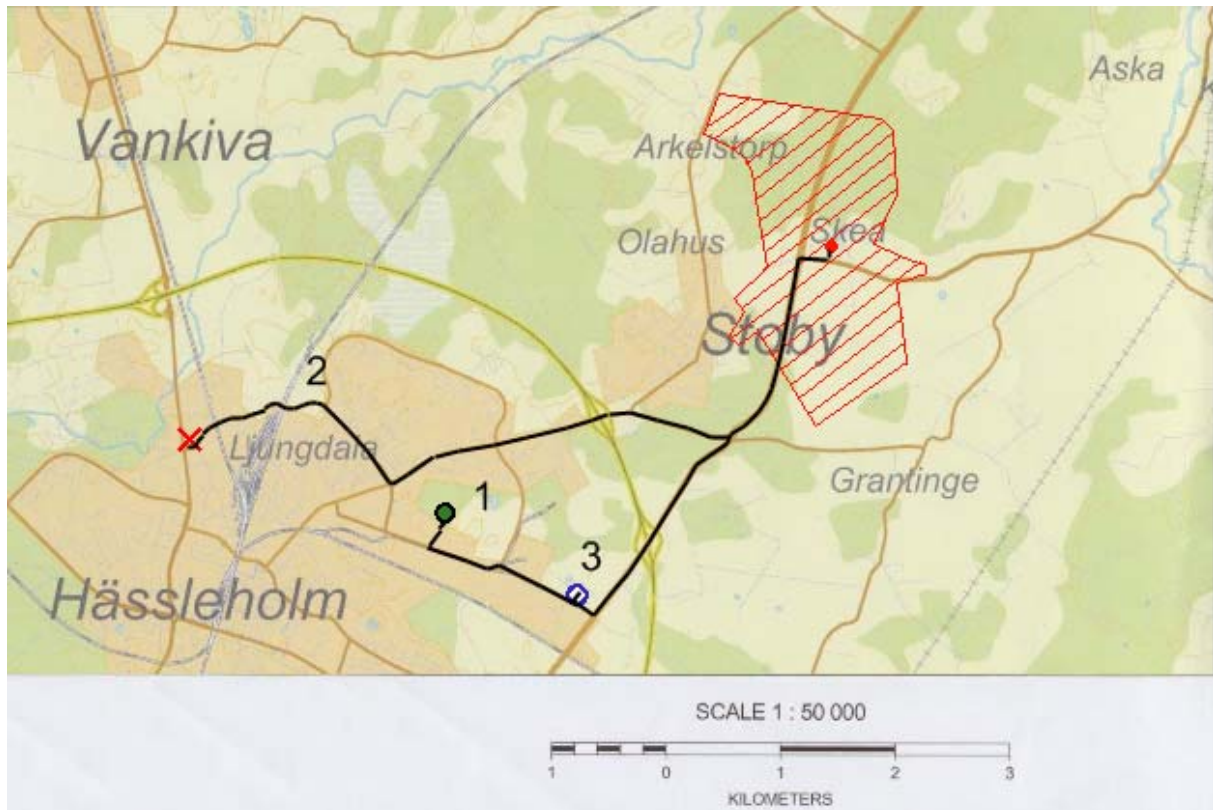 Aska
K
Vankiva
Arkelstorp
Skea
Olahus
Stoby
2
Ljungdala
Grantinge
1
3
Hässleholm
SCALE 1 : 50 000
1 0 1 2 3
KILOMETERS